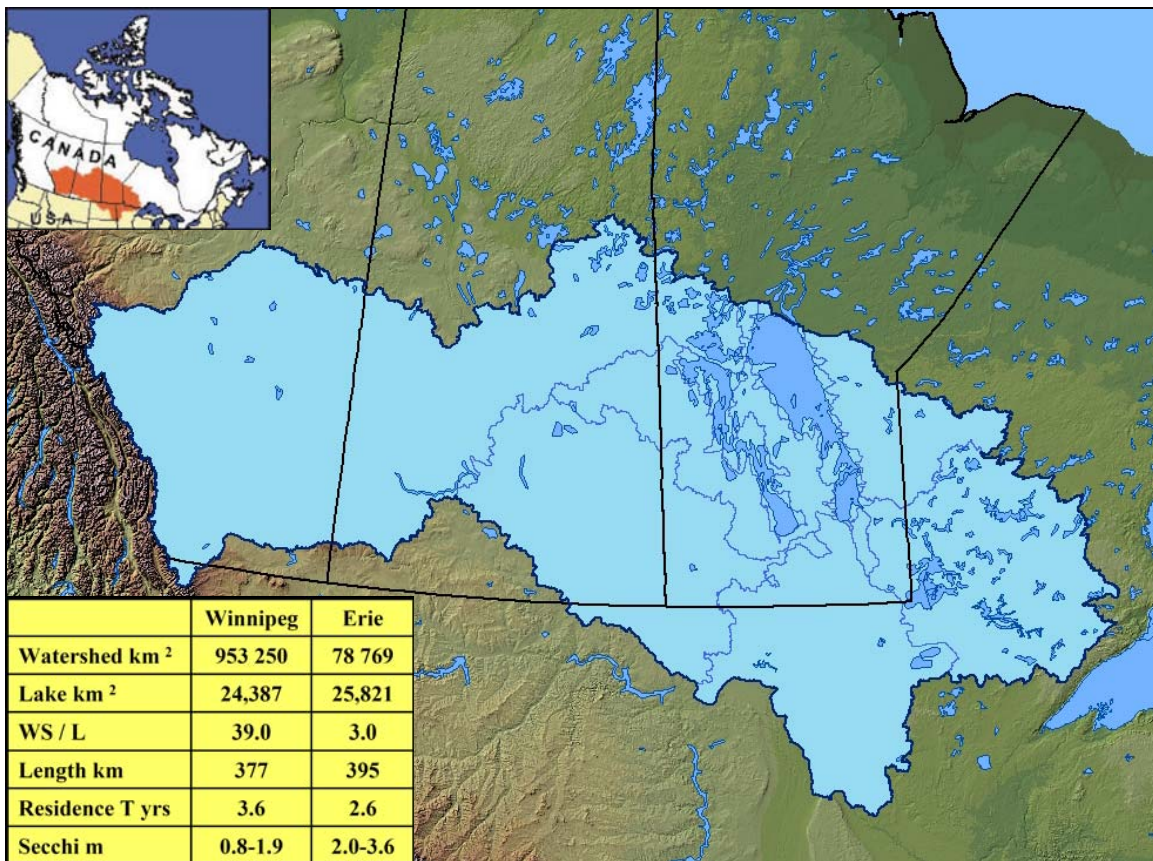 CANADA
USA
Winnipeg Erie
Watershed km ² 953 250 78 769
Lake km ² 24,387 25,821
WS / L 39.0 3.0
Length km 377 395
Residence T yrs 3.6 2.6
Secchi m 0.8-1.9 2.0-3.6